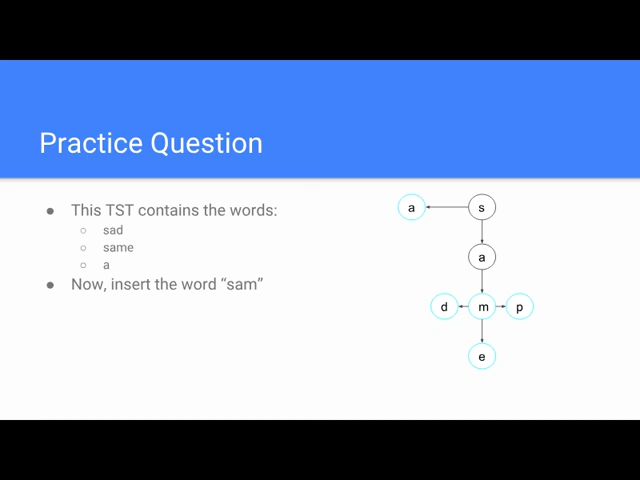 Practice Question
● This TST contains the words:
○ sad
○ same
○ a
● Now, insert the word “sam”
a s
a
d m p
e